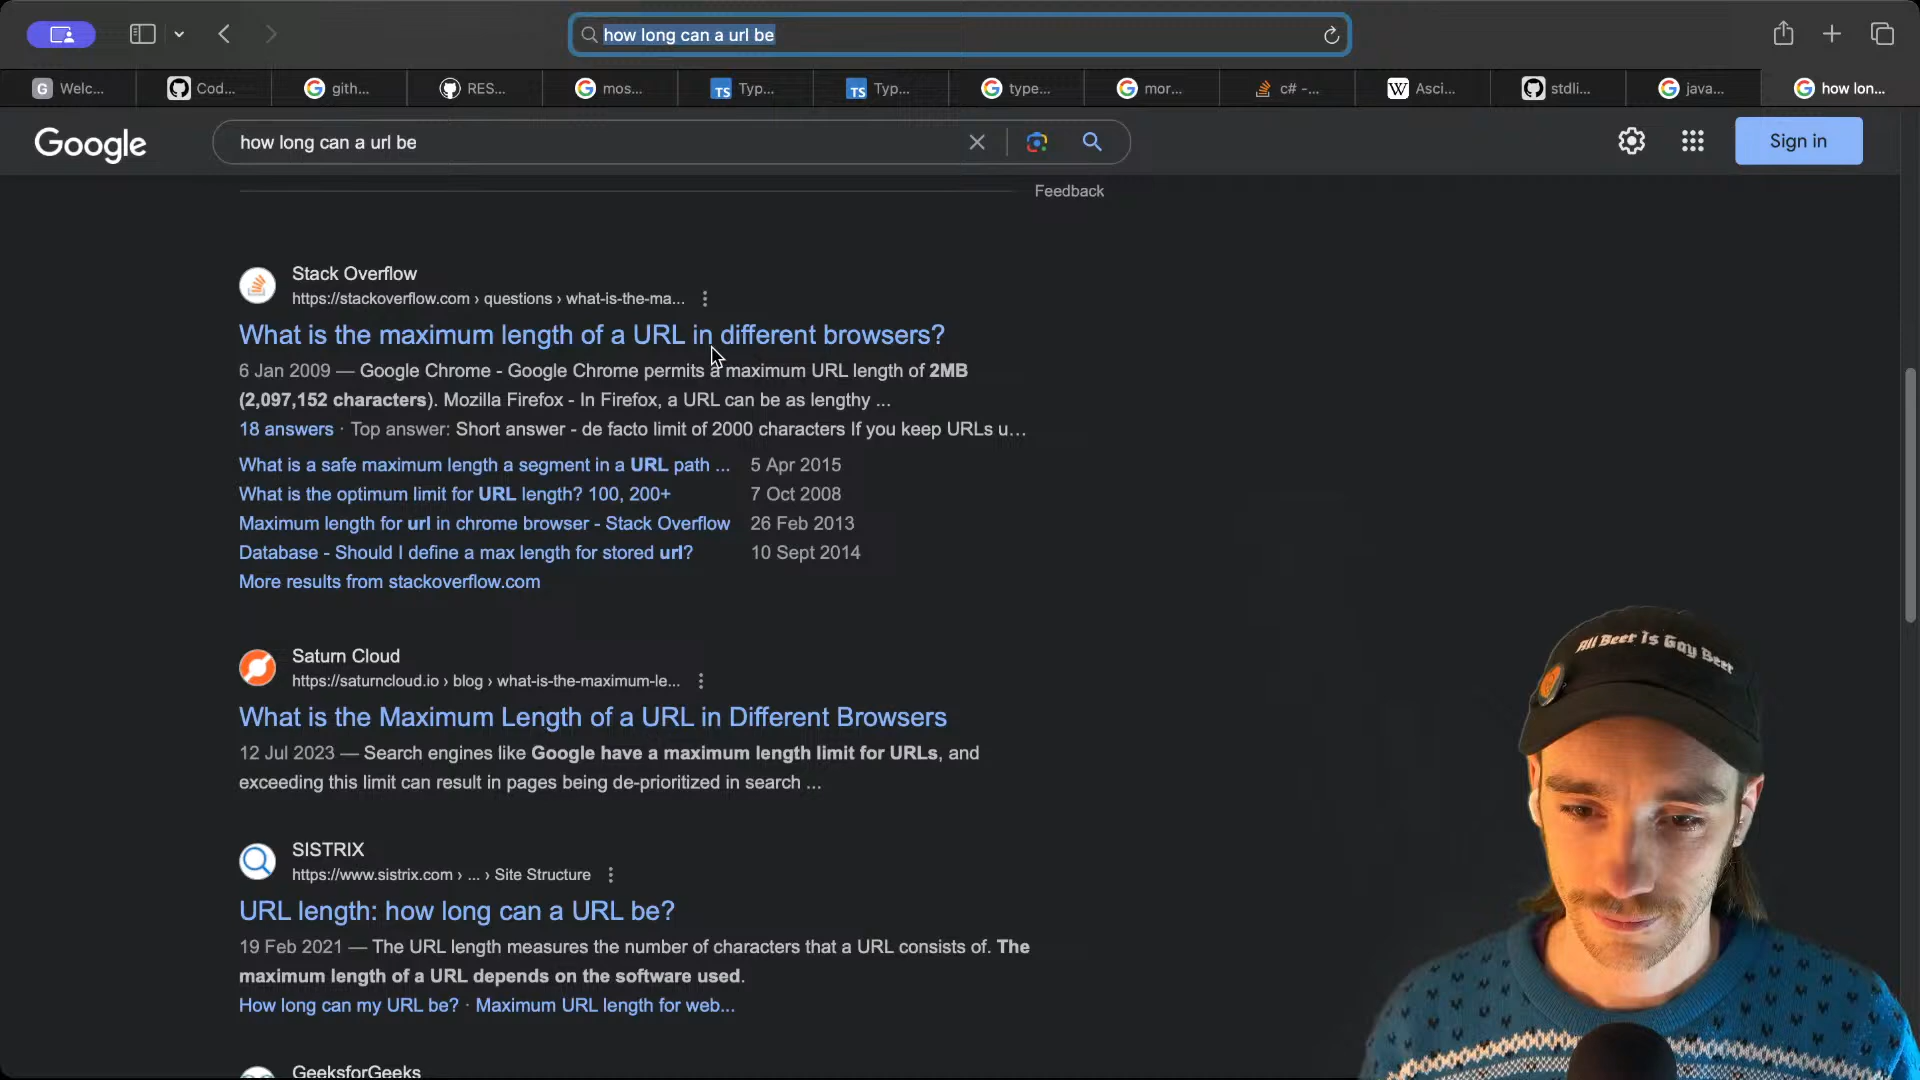 how long can a url be
Welc...
Cod...
gith...
RES...
mos...
TS Typ...
TS Typ...
type...
mor...
c# -...
W Asci...
stdli...
java...
how lon...
Google
how long can a url be
Sign in
Feedback
Stack Overflow
https://stackoverflow.com › questions › what-is-the-ma...
What is the maximum length of a URL in different browsers?
6 Jan 2009 — Google Chrome - Google Chrome permits a maximum URL length of 2MB
(2,097,152 characters). Mozilla Firefox - In Firefox, a URL can be as lengthy ...
18 answers · Top answer: Short answer - de facto limit of 2000 characters If you keep URLs u...
What is a safe maximum length a segment in a URL path ... 5 Apr 2015
What is the optimum limit for URL length? 100, 200+ 7 Oct 2008
Maximum length for url in chrome browser - Stack Overflow 26 Feb 2013
Database - Should I define a max length for stored url? 10 Sept 2014
More results from stackoverflow.com
Saturn Cloud
https://saturncloud.io › blog › what-is-the-maximum-le...
What is the Maximum Length of a URL in Different Browsers
12 Jul 2023 — Search engines like Google have a maximum length limit for URLs, and
exceeding this limit can result in pages being de-prioritized in search ...
SISTRIX
https://www.sistrix.com › ... › Site Structure
URL length: how long can a URL be?
19 Feb 2021 — The URL length measures the number of characters that a URL consists of. The
maximum length of a URL depends on the software used.
How long can my URL be? · Maximum URL length for web...
GeeksforGeeks
All Beer Is Gay Beer